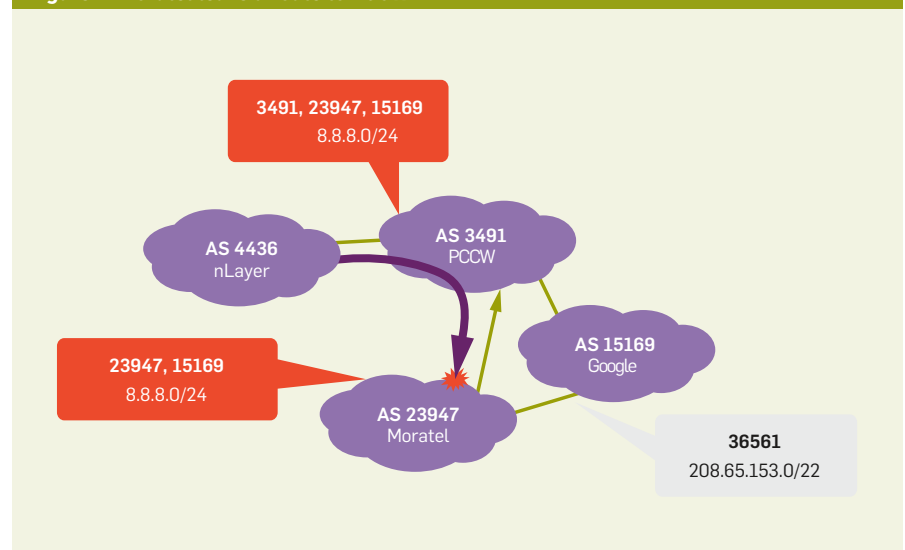 3491, 23947, 15169
8.8.8.0/24
AS 4436
nLayer
AS 3491
PCCW
AS 15169
Google
23947, 15169
8.8.8.0/24
AS 23947
Moratel
36561
208.65.153.0/22